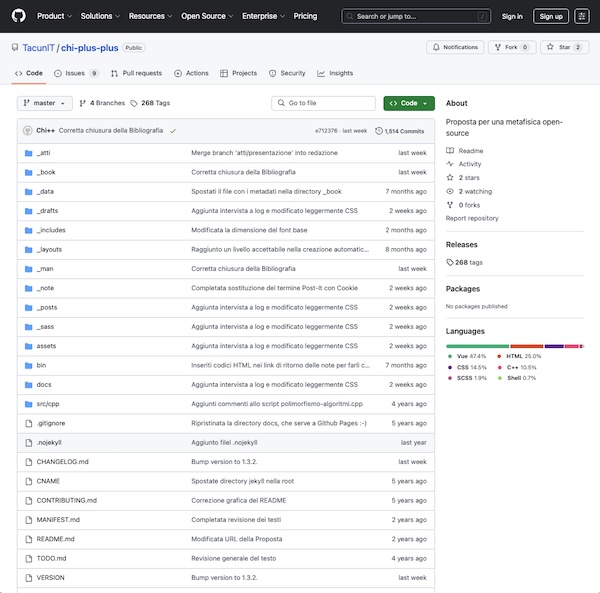 Product Solutions Resources Open Source Enterprise Pricing Search or jump to... / Sign in Sign up
TacunIT / chi-plus-plus Public Notifications Fork 0 Star 2
Code Issues 9 Pull requests Actions Projects Security Insights
master 4 Branches 268 Tags Go to file Code
Chi++ Corretta chiusura della Bibliografia e712376 · last week 1,514 Commits
_atti Merge branch 'atti/presentazione' into redazione last week
_book Corretta chiusura della Bibliografia last week
_data Spostati il file con i metadati nella directory _book 7 months ago
_drafts Aggiunta intervista a log e modificato leggermente CSS 2 weeks ago
_includes Modificata la dimensione del font base 2 months ago
_layouts Raggiunto un livello accettabile nella creazione automatic... 8 months ago
_man Corretta chiusura della Bibliografia last week
_note Completata sostituzione del termine Post-It con Cookie 2 weeks ago
_posts Aggiunta intervista a log e modificato leggermente CSS 2 weeks ago
_sass Aggiunta intervista a log e modificato leggermente CSS 2 weeks ago
assets Aggiunta intervista a log e modificato leggermente CSS 2 weeks ago
bin Inseriti codici HTML nei link di ritorno delle note per farli c... 7 months ago
docs Aggiunta intervista a log e modificato leggermente CSS 2 weeks ago
src/cpp Aggiunti commenti allo script polimorfismo-algoritmi.cpp 4 years ago
.gitignore Ripristinata la directory docs, che serve a Github Pages :-) 5 years ago
.nojekyll Aggiunto filel .nojekyll last year
CHANGELOG.md Bump version to 1.3.2. last week
CNAME Spostate directory jekyll nella root 5 years ago
CONTRIBUTING.md Correzione grafica del README 5 years ago
MANIFEST.md Completata revisione dei testi 2 years ago
README.md Modificata URL della Proposta 2 years ago
TODO.md Revisione generale del testo 4 years ago
VERSION Bump version to 1.3.2. last week
About
Proposta per una metafisica open-
source
Readme
Activity
2 stars
2 watching
0 forks
Report repository
Releases
268 tags
Packages
No packages published
Languages
Vue 47.4% HTML 25.0%
CSS 14.5% C++ 10.5%
SCSS 1.9% Shell 0.7%